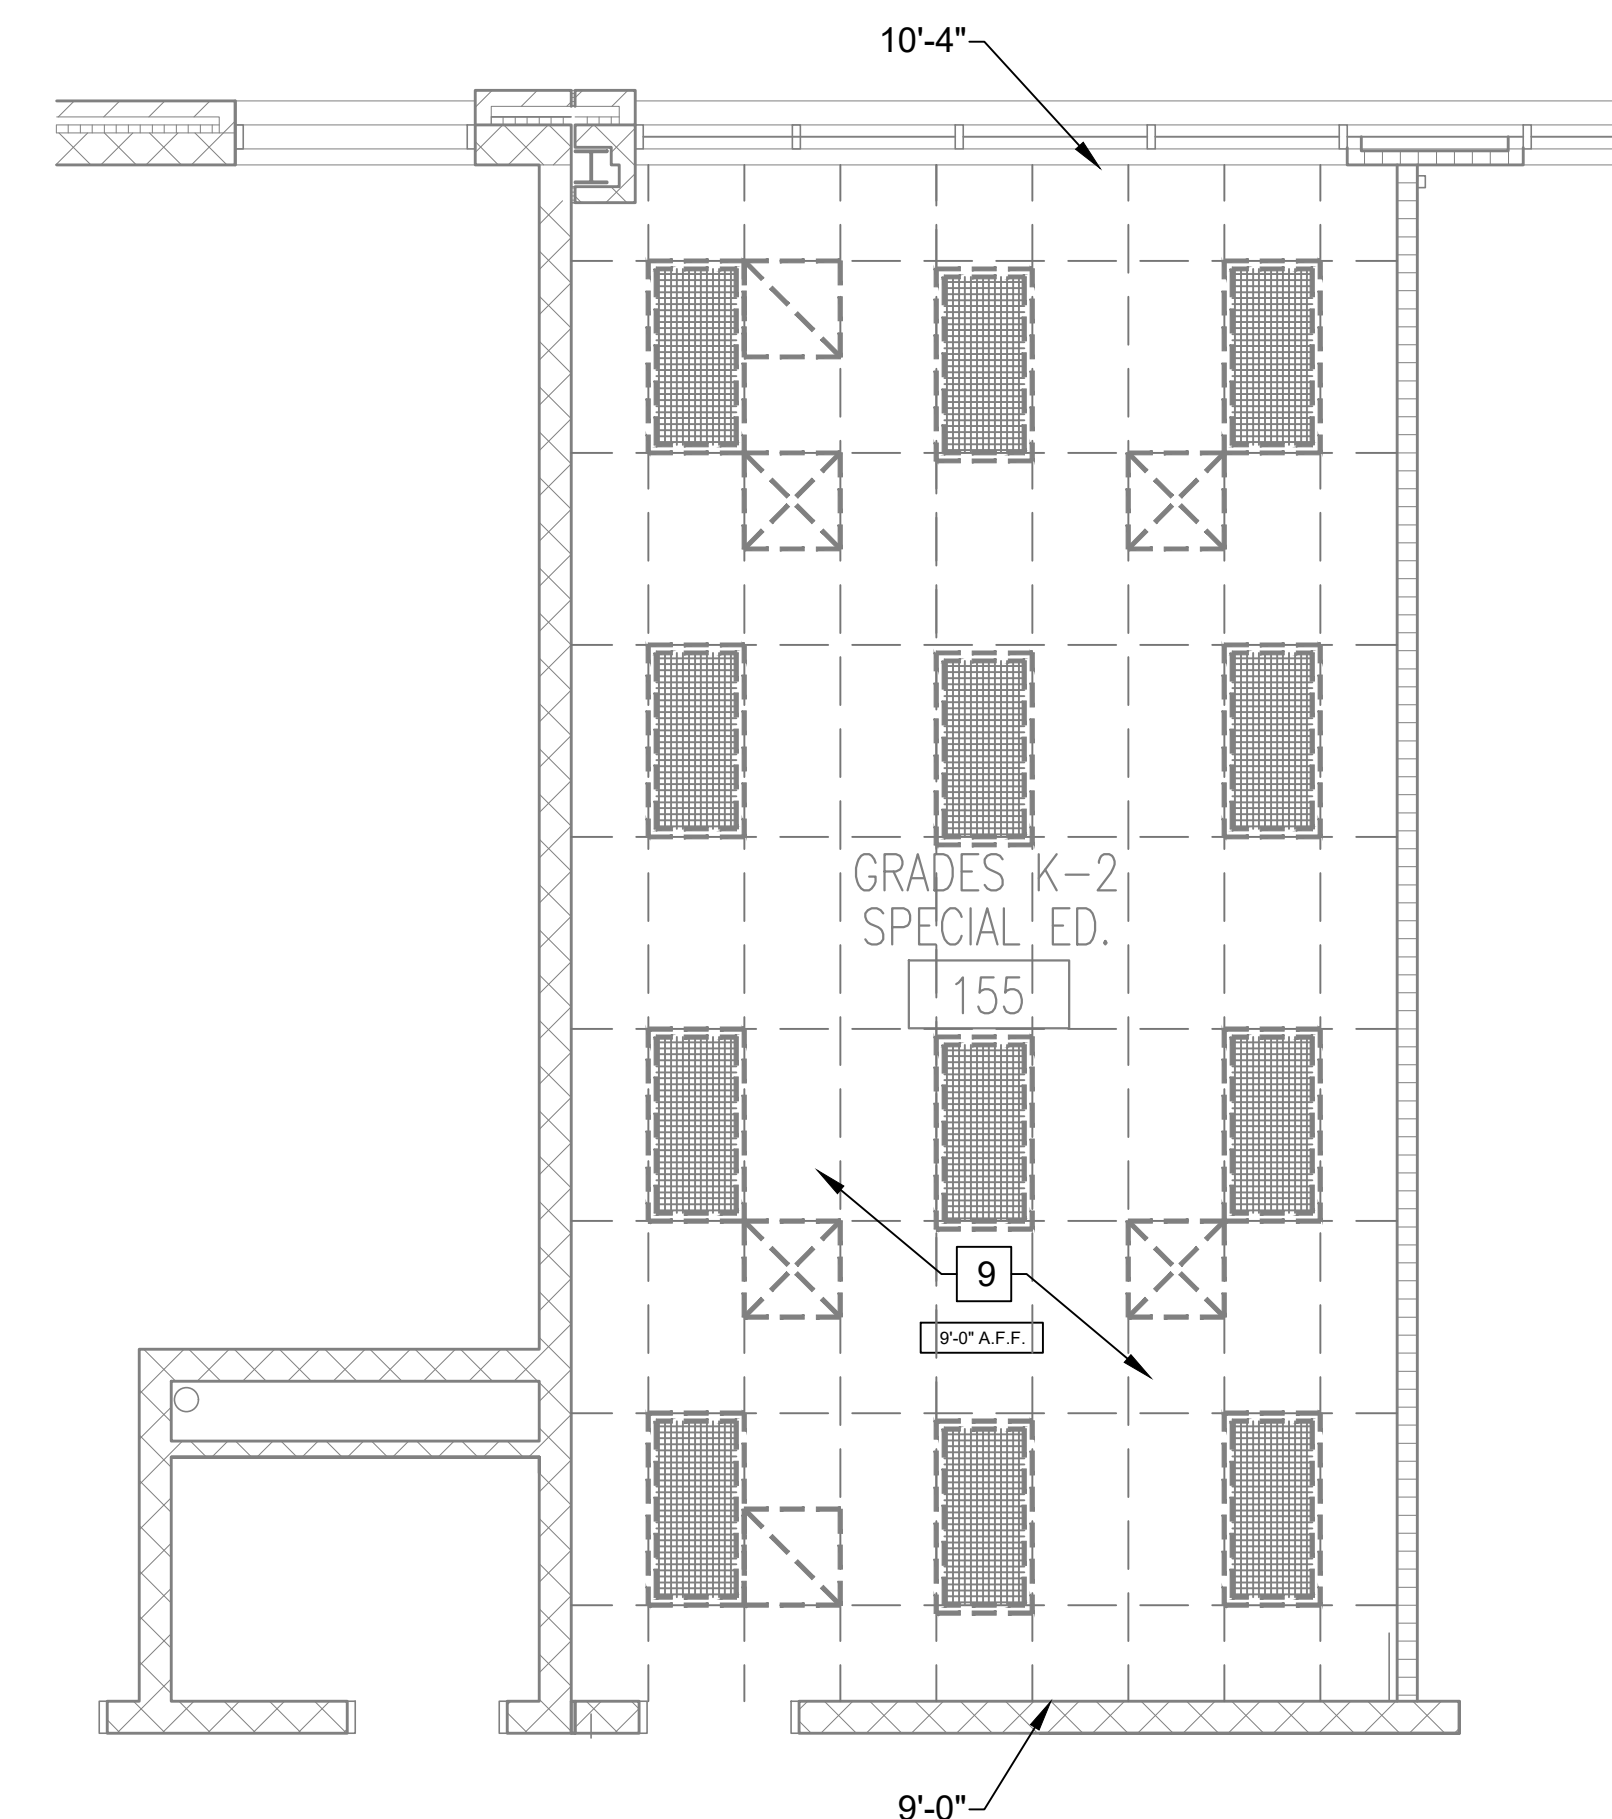 10'-4"
GRADES K-2
SPECIAL ED.
155
9
9'-0" A.F.F.
9'-0"